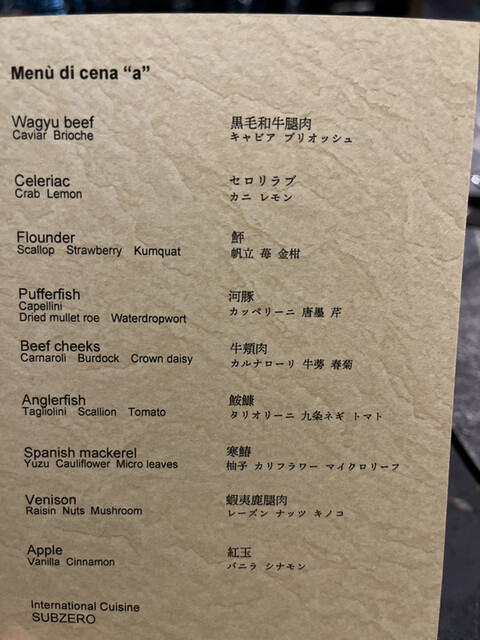 Menù di cena “a”
Wagyu beef
Caviar Brioche
黒毛和牛腿肉
キャビア ブリオッシュ
Celeriac
Crab Lemon
セロリラブ
カニ レモン
Flounder
Scallop Strawberry Kumquat
鮃
帆立 苺 金柑
Pufferfish
Capellini
Dried mullet roe Waterdropwort
河豚
カッペリーニ 唐墨 芹
Beef cheeks
Carnaroli Burdock Crown daisy
牛頬肉
カルナローリ 牛蒡 春菊
Anglerfish
Tagliolini Scallion Tomato
鮟鱇
タリオリーニ 九条ネギ トマト
Spanish mackerel
Yuzu Cauliflower Micro leaves
寒鰆
柚子 カリフラワー マイクロリーフ
Venison
Raisin Nuts Mushroom
蝦夷鹿腿肉
レーズン ナッツ キノコ
Apple
Vanilla Cinnamon
紅玉
バニラ シナモン
International Cuisine
SUBZERO